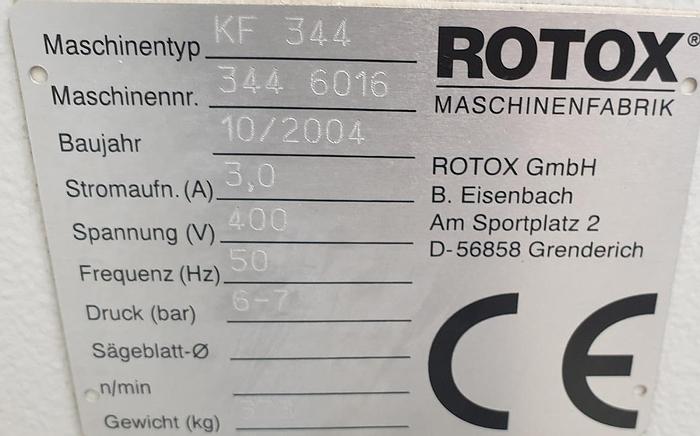 Maschinentyp KF 344
Maschinennr. 344 6016
Baujahr 10/2004
Stromaufn. (A) 3,0
Spannung (V) 400
Frequenz (Hz) 50
Druck (bar) 6-7
Sägeblatt-Ø
n/min
Gewicht (kg)
ROTOX®
MASCHINENFABRIK
ROTOX GmbH
B. Eisenbach
Am Sportplatz 2
D-56858 Grenderich
CE